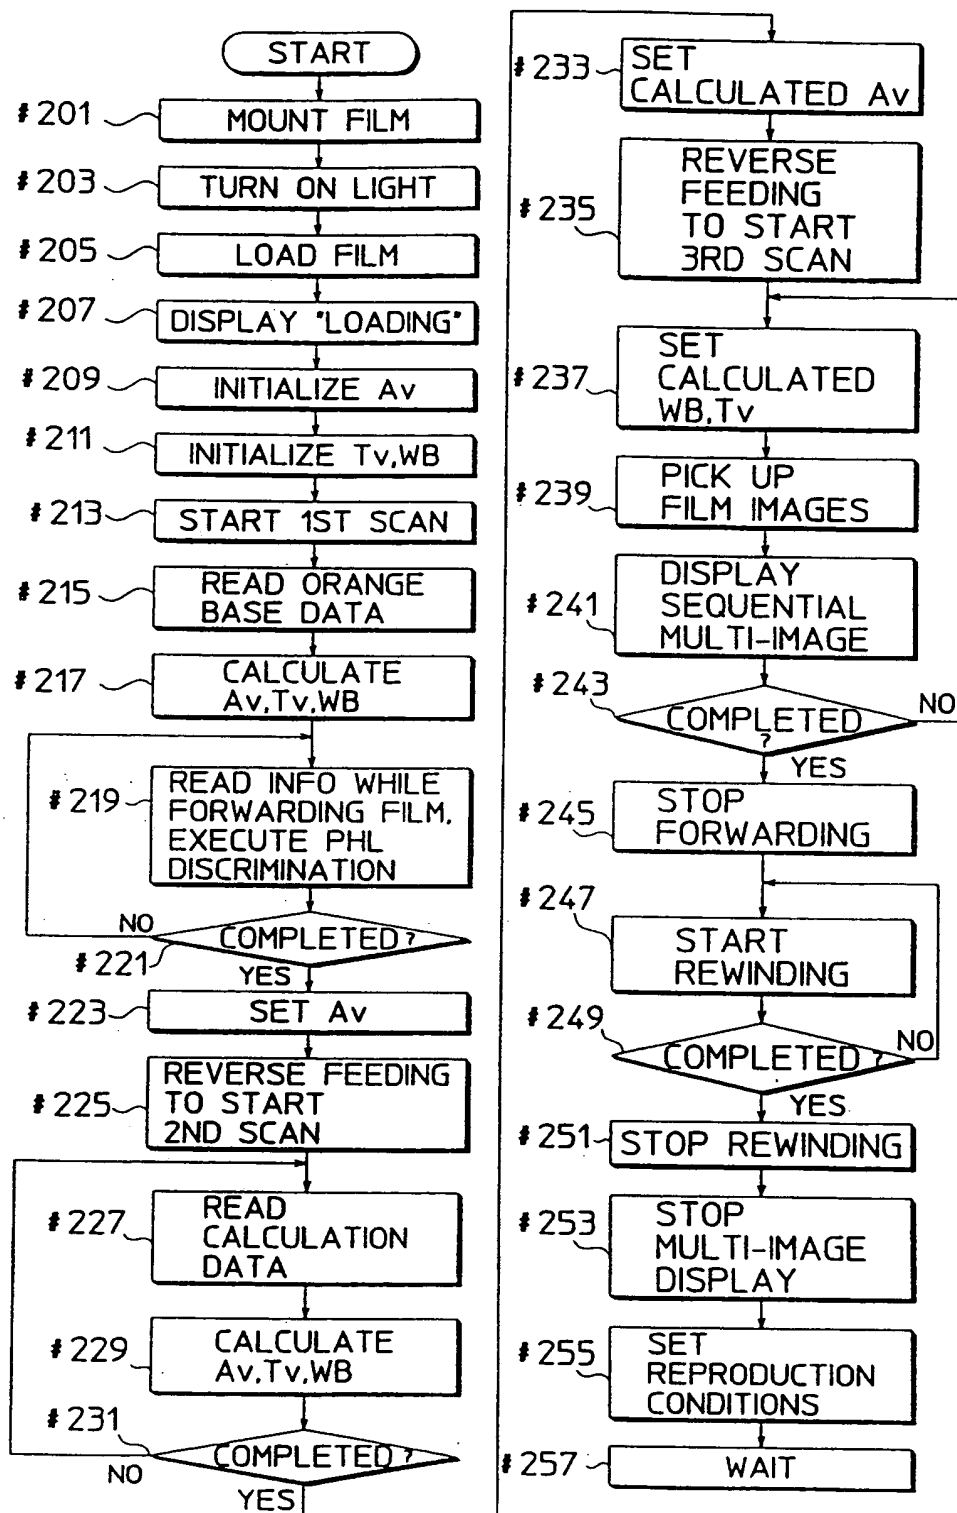 START
#201
MOUNT FILM
#203
TURN ON LIGHT
#205
LOAD FILM
#207
DISPLAY "LOADING"
#209
INITIALIZE Av
#211
INITIALIZE Tv,WB
#213
START 1ST SCAN
#215
READ ORANGE
BASE DATA
#217
CALCULATE
Av,Tv,WB
#219
READ INFO WHILE
FORWARDING FILM,
EXECUTE PHL
DISCRIMINATION
NO
COMPLETED?
#221
YES
#223
SET Av
#225
REVERSE FEEDING
TO START
2ND SCAN
#227
READ
CALCULATION
DATA
#229
CALCULATE
Av,Tv,WB
#231
COMPLETED?
NO
YES
#233
SET
CALCULATED Av
#235
REVERSE
FEEDING
TO START
3RD SCAN
#237
SET
CALCULATED
WB,Tv
#239
PICK UP
FILM IMAGES
#241
DISPLAY
SEQUENTIAL
MULTI-IMAGE
#243
COMPLETED
?
NO
YES
#245
STOP
FORWARDING
#247
START
REWINDING
#249
COMPLETED?
NO
YES
#251
STOP REWINDING
#253
STOP
MULTI-IMAGE
DISPLAY
#255
SET
REPRODUCTION
CONDITIONS
#257
WAIT